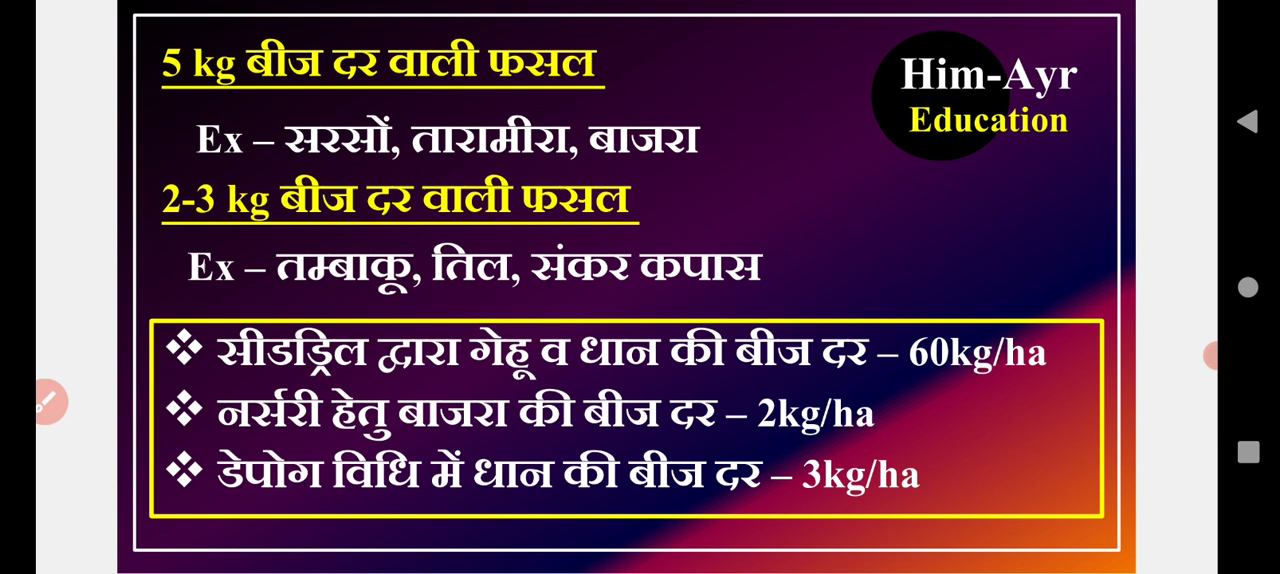 5 kg बीज दर वाली फसल
Him-Ayr
Education
Ex – सरसों, तारामीरा, बाजरा
2-3 kg बीज दर वाली फसल
Ex – तम्बाकू, तिल, संकर कपास
❖ सीडड्रिल द्वारा गेहू व धान की बीज दर – 60kg/ha
❖ नर्सरी हेतु बाजरा की बीज दर – 2kg/ha
❖ डेपोग विधि में धान की बीज दर – 3kg/ha